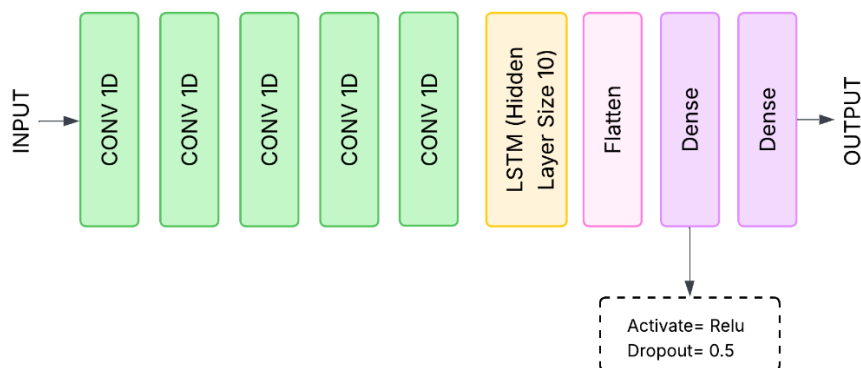 INPUT
CONV 1D
CONV 1D
CONV 1D
CONV 1D
CONV 1D
LSTM (Hidden
Layer Size 10)
Flatten
Dense
Dense
OUTPUT
Activate= Relu
Dropout= 0.5